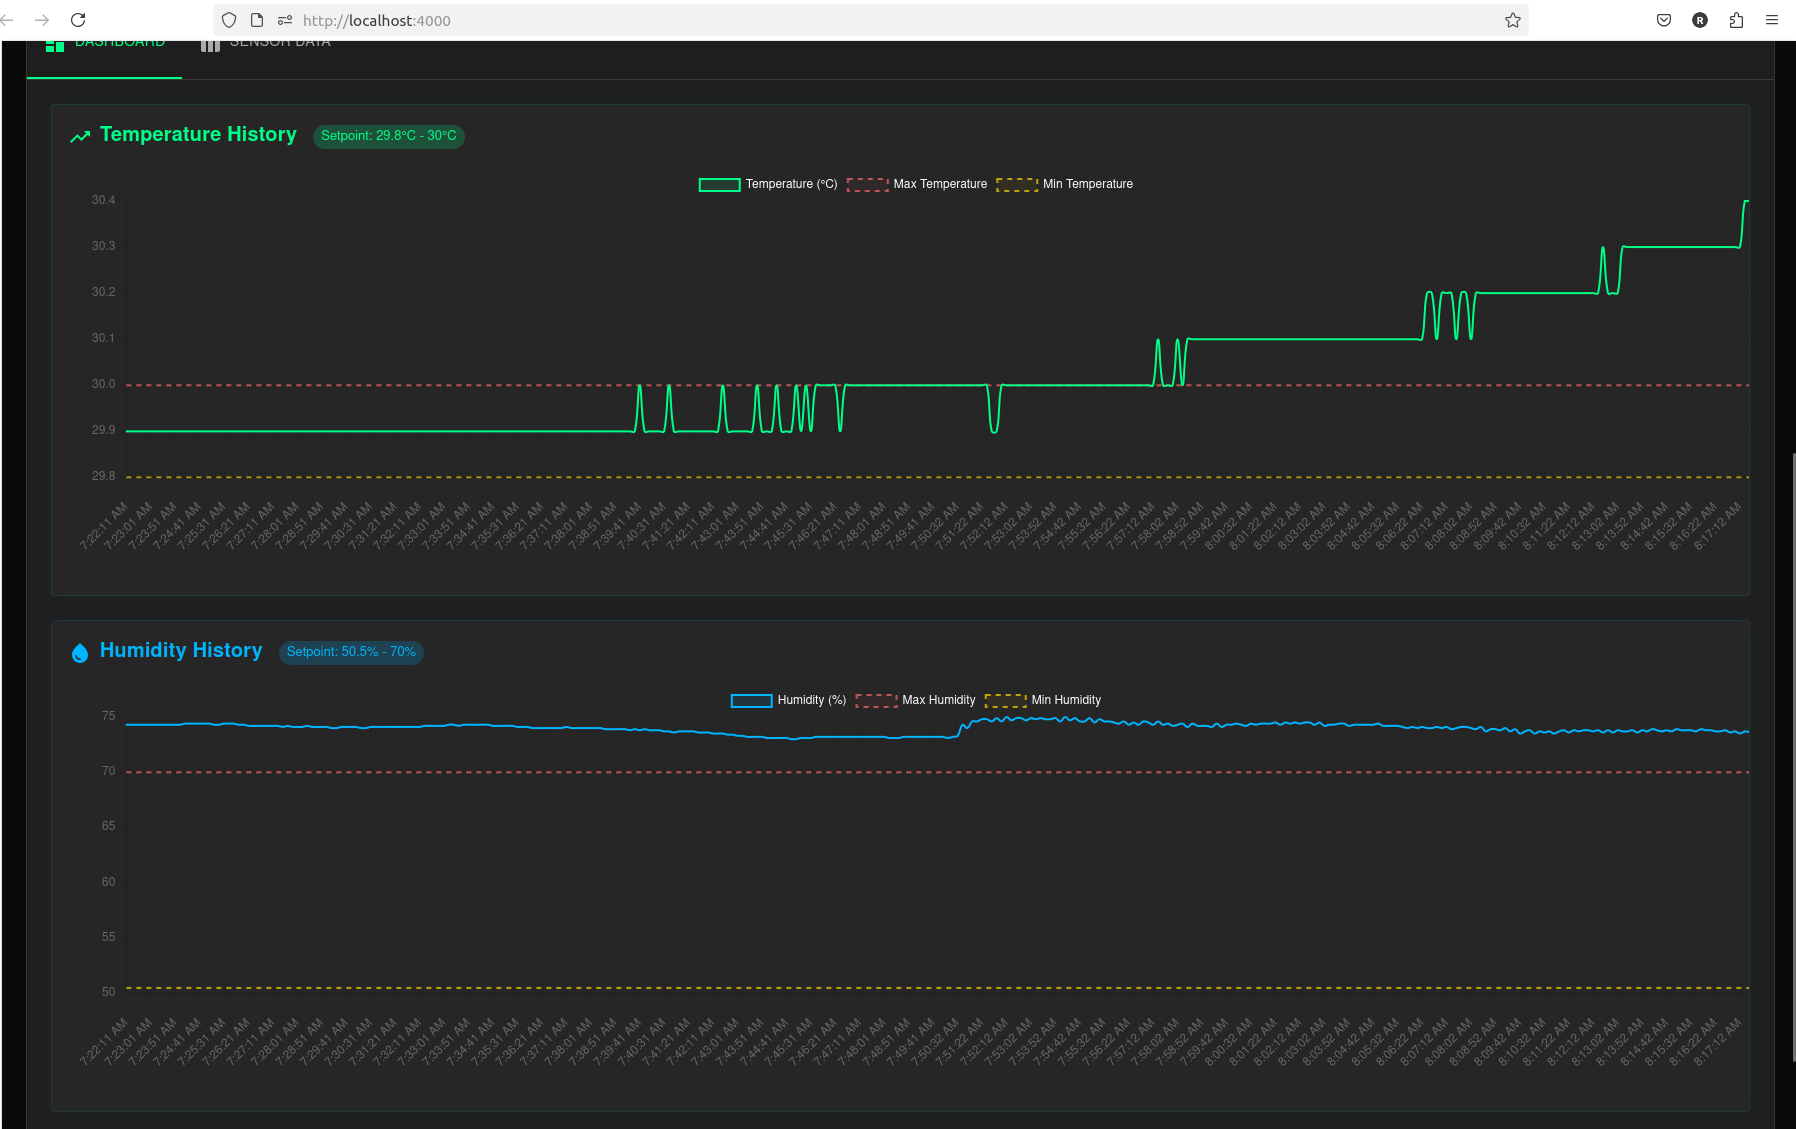 http://localhost:4000
R
DASHBOARD
SENSOR DATA
Temperature History
Setpoint: 29.8°C - 30°C
Temperature (°C) Max Temperature Min Temperature
30.4
30.3
30.2
30.1
30.0
29.9
29.8
7:22:11 AM 7:23:01 AM 7:23:51 AM 7:24:41 AM 7:25:31 AM 7:26:21 AM 7:27:11 AM 7:28:01 AM 7:28:51 AM 7:29:41 AM 7:30:31 AM 7:31:21 AM 7:32:11 AM 7:33:01 AM 7:33:51 AM 7:34:41 AM 7:35:31 AM 7:36:21 AM 7:37:11 AM 7:38:01 AM 7:38:51 AM 7:39:41 AM 7:40:31 AM 7:41:21 AM 7:42:11 AM 7:43:01 AM 7:43:51 AM 7:44:41 AM 7:45:31 AM 7:46:21 AM 7:47:11 AM 7:48:01 AM 7:48:51 AM 7:49:41 AM 7:50:32 AM 7:51:22 AM 7:52:12 AM 7:53:02 AM 7:53:52 AM 7:54:42 AM 7:55:32 AM 7:56:22 AM 7:57:12 AM 7:58:02 AM 7:58:52 AM 7:59:42 AM 8:00:32 AM 8:01:22 AM 8:02:12 AM 8:03:02 AM 8:03:52 AM 8:04:42 AM 8:05:32 AM 8:06:22 AM 8:07:12 AM 8:08:02 AM 8:08:52 AM 8:09:42 AM 8:10:32 AM 8:11:22 AM 8:12:12 AM 8:13:02 AM 8:13:52 AM 8:14:42 AM 8:15:32 AM 8:16:22 AM 8:17:12 AM
Humidity History
Setpoint: 50.5% - 70%
Humidity (%) Max Humidity Min Humidity
75
70
65
60
55
50
7:22:11 AM 7:23:01 AM 7:23:51 AM 7:24:41 AM 7:25:31 AM 7:26:21 AM 7:27:11 AM 7:28:01 AM 7:28:51 AM 7:29:41 AM 7:30:31 AM 7:31:21 AM 7:32:11 AM 7:33:01 AM 7:33:51 AM 7:34:41 AM 7:35:31 AM 7:36:21 AM 7:37:11 AM 7:38:01 AM 7:38:51 AM 7:39:41 AM 7:40:31 AM 7:41:21 AM 7:42:11 AM 7:43:01 AM 7:43:51 AM 7:44:41 AM 7:45:31 AM 7:46:21 AM 7:47:11 AM 7:48:01 AM 7:48:51 AM 7:49:41 AM 7:50:32 AM 7:51:22 AM 7:52:12 AM 7:53:02 AM 7:53:52 AM 7:54:42 AM 7:55:32 AM 7:56:22 AM 7:57:12 AM 7:58:02 AM 7:58:52 AM 7:59:42 AM 8:00:32 AM 8:01:22 AM 8:02:12 AM 8:03:02 AM 8:03:52 AM 8:04:42 AM 8:05:32 AM 8:06:22 AM 8:07:12 AM 8:08:02 AM 8:08:52 AM 8:09:42 AM 8:10:32 AM 8:11:22 AM 8:12:12 AM 8:13:02 AM 8:13:52 AM 8:14:42 AM 8:15:32 AM 8:16:22 AM 8:17:12 AM